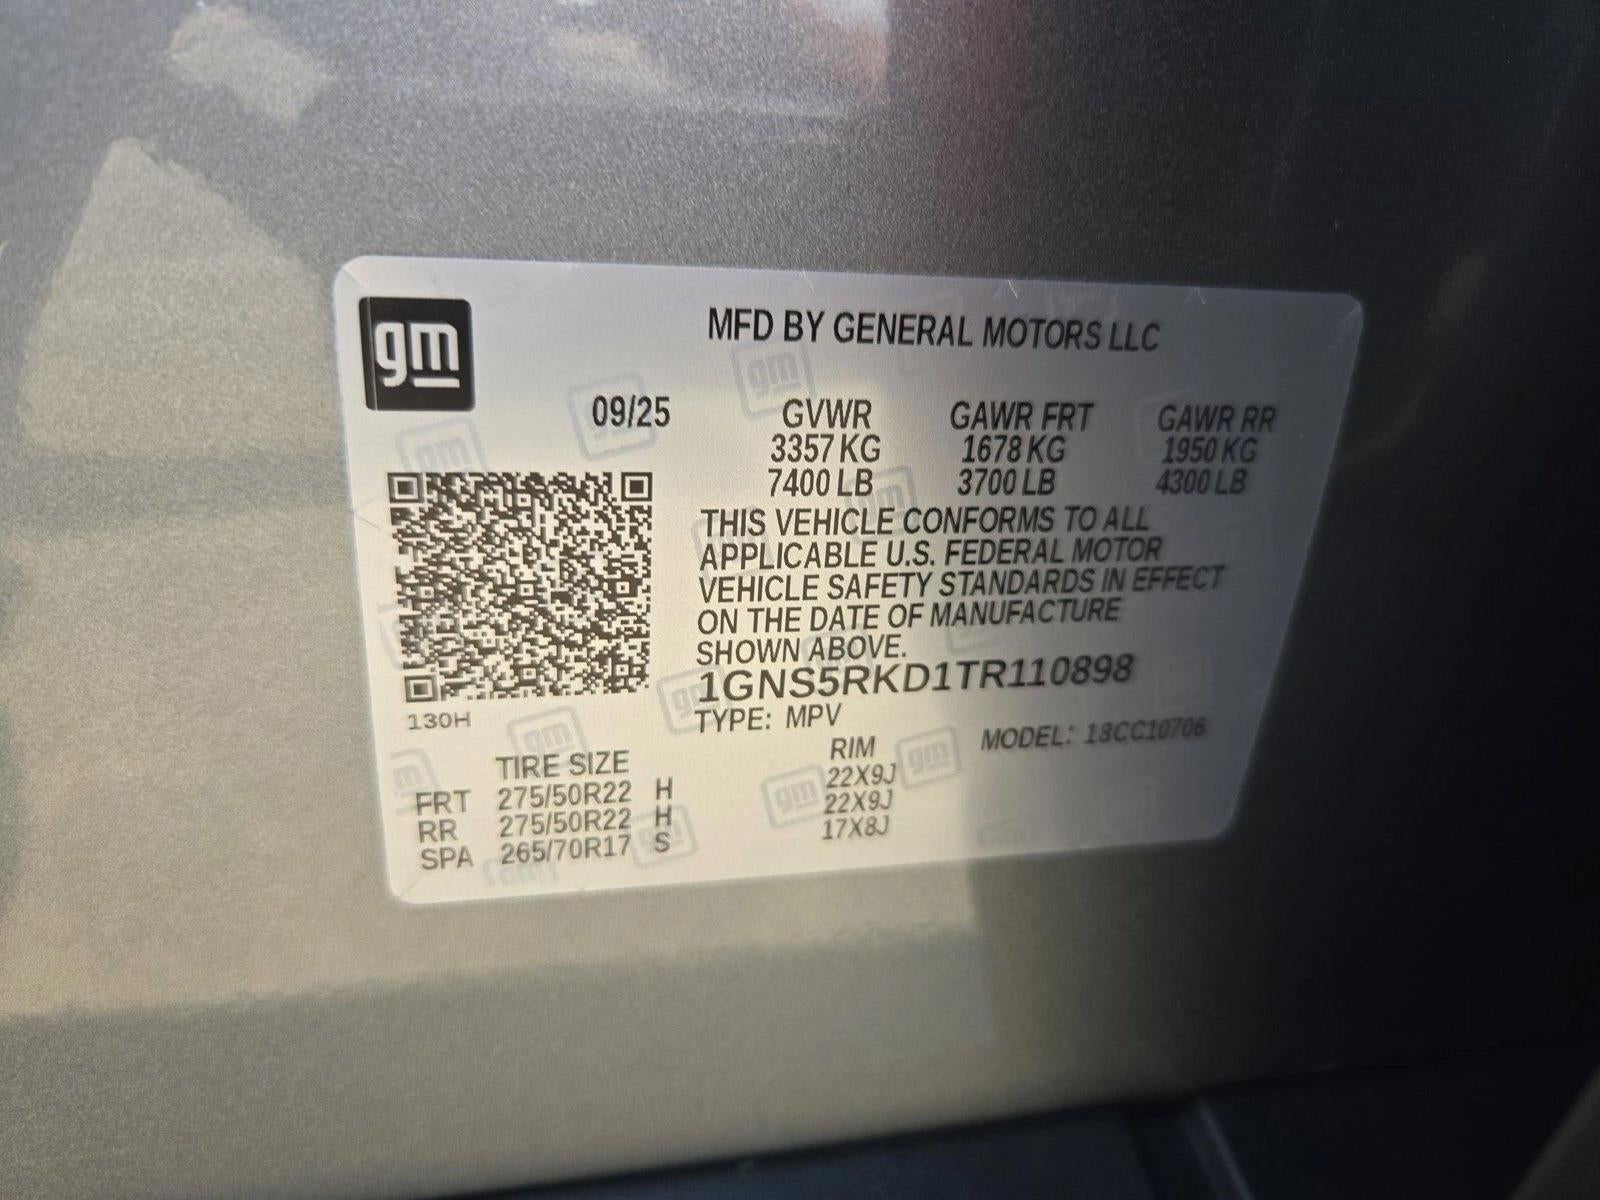 gm
MFD BY GENERAL MOTORS LLC
09/25
GVWR GAWR FRT GAWR RR
3357 KG 1678 KG 1950 KG
7400 LB 3700 LB 4300 LB
THIS VEHICLE CONFORMS TO ALL
APPLICABLE U.S. FEDERAL MOTOR
VEHICLE SAFETY STANDARDS IN EFFECT
ON THE DATE OF MANUFACTURE
SHOWN ABOVE.
1GNS5RKD1TR110898
130H
TYPE: MPV MODEL: 18CC10706
TIRE SIZE RIM
FRT 275/50R22 H 22X9J
RR 275/50R22 H 22X9J
SPA 265/70R17 S 17X8J